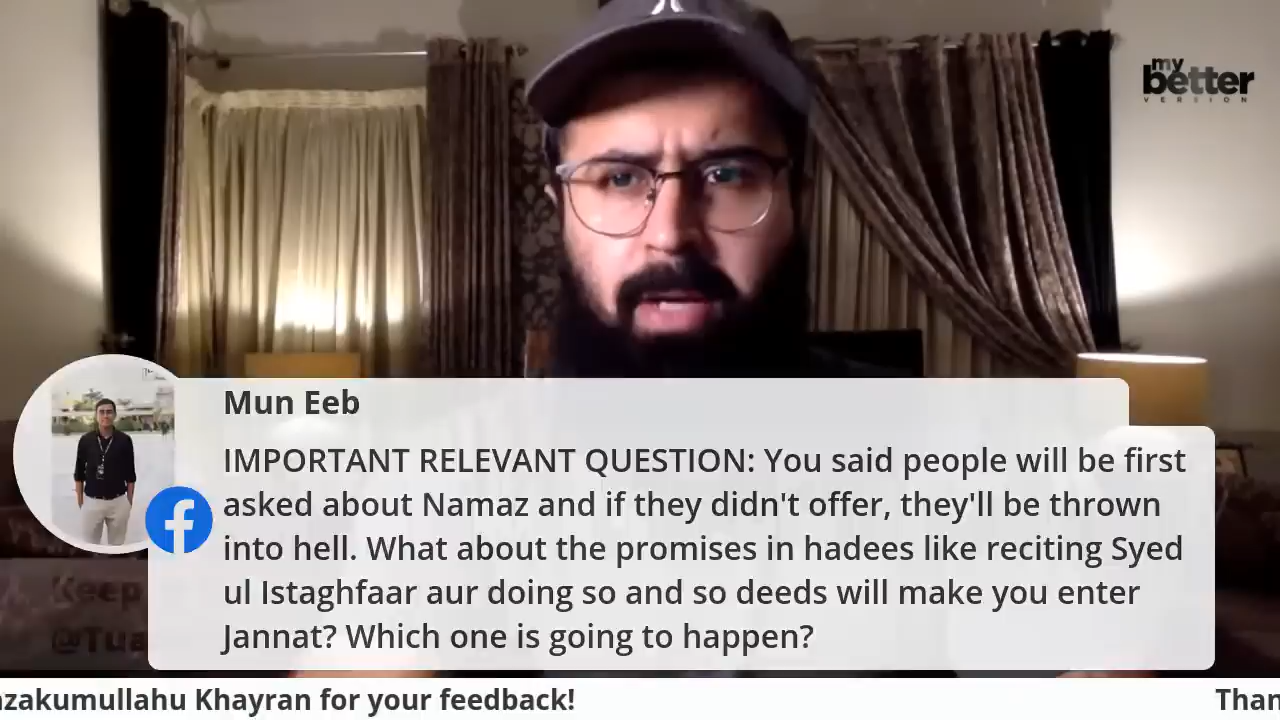 my
better
VERSION
Mun Eeb
IMPORTANT RELEVANT QUESTION: You said people will be first
asked about Namaz and if they didn't offer, they'll be thrown
into hell. What about the promises in hadees like reciting Syed
ul Istaghfaar aur doing so and so deeds will make you enter
Jannat? Which one is going to happen?
Keep
@Tua
azakumullahu Khayran for your feedback! Than